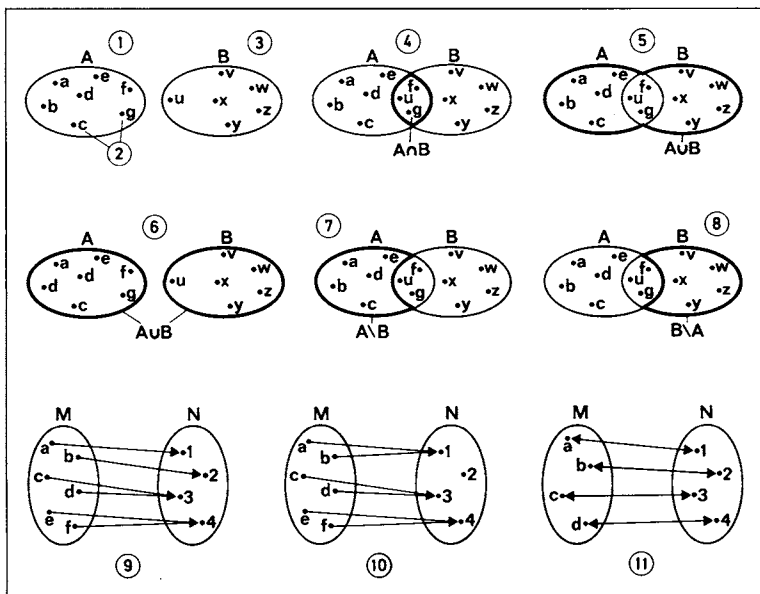 A 1 3 B
a e d f b c g
2
v w u x z y
A 4 B
a e d b c f u g v w x z y
A∩B
A 5 B
a e d b c f u g v w x z y
A∪B
A 6 B
a e d f d c g
v w u x z y
A∪B
7 A B
a e d b c f u g v w x z y
A\B
A B 8
a e d b c f u g v w x z y
B\A
M N
a 1
b 2
c
d 3
e 4
f
9
M N
a 1
b
c 2
d 3
e 4
f
10
M N
a 1
b 2
c 3
d 4
11